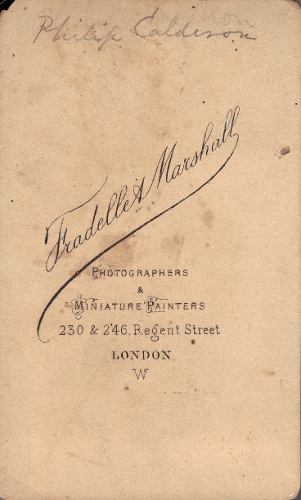 Philip Calderon
Fradelle & Marshall
PHOTOGRAPHERS
&
MINIATURE PAINTERS
230 & 246, Regent Street
LONDON
W